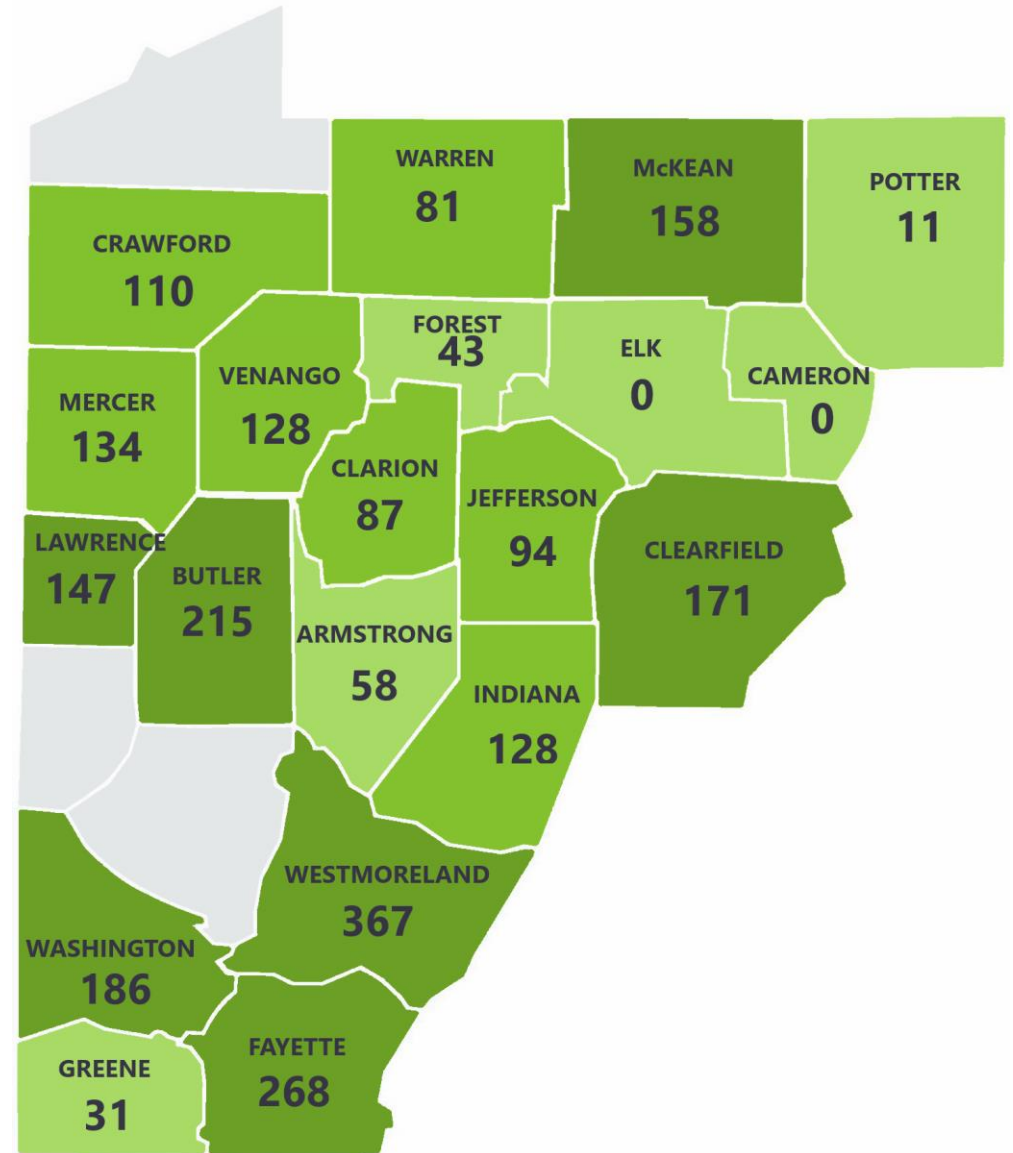 WARREN
81
McKEAN
158
POTTER
11
CRAWFORD
110
FOREST
43
ELK
0
CAMERON
0
VENANGO
128
MERCER
134
CLARION
87
JEFFERSON
94
LAWRENCE
147
BUTLER
215
CLEARFIELD
171
ARMSTRONG
58
INDIANA
128
WESTMORELAND
367
WASHINGTON
186
FAYETTE
268
GREENE
31